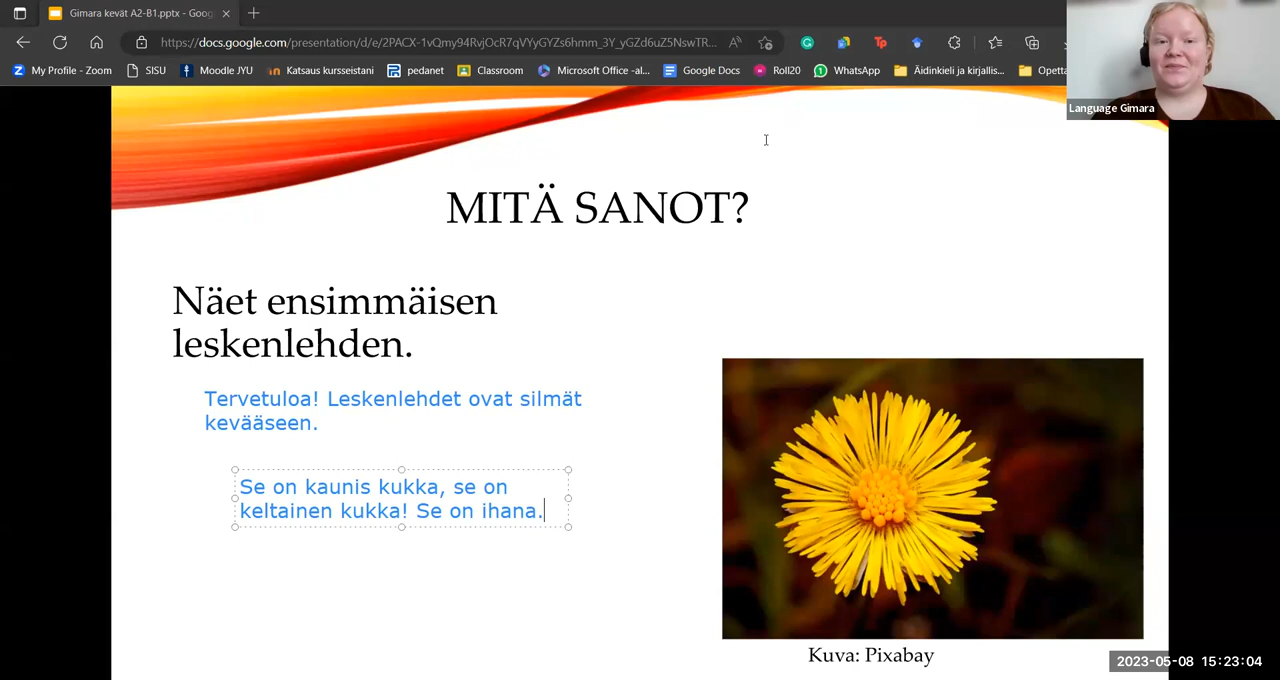 Gimara kevät A2-B1.pptx - Goog
https://docs.google.com/presentation/d/e/2PACX-1vQmy94RvjOcR7qVYyGYZs6hmm_3Y_yGZd6uZ5NswTR...
My Profile - Zoom
SISU
Moodle JYU
Katsaus kursseistani
pedanet
Classroom
Microsoft Office -al...
Google Docs
Roll20
WhatsApp
Äidinkieli ja kirjallis...
Opetta
Language Gimara
MITÄ SANOT?
Näet ensimmäisen
leskenlehden.
Tervetuloa! Leskenlehdet ovat silmät
kevääseen.
Se on kaunis kukka, se on
keltainen kukka! Se on ihana.
Kuva: Pixabay
2023-05-08 15:23:04